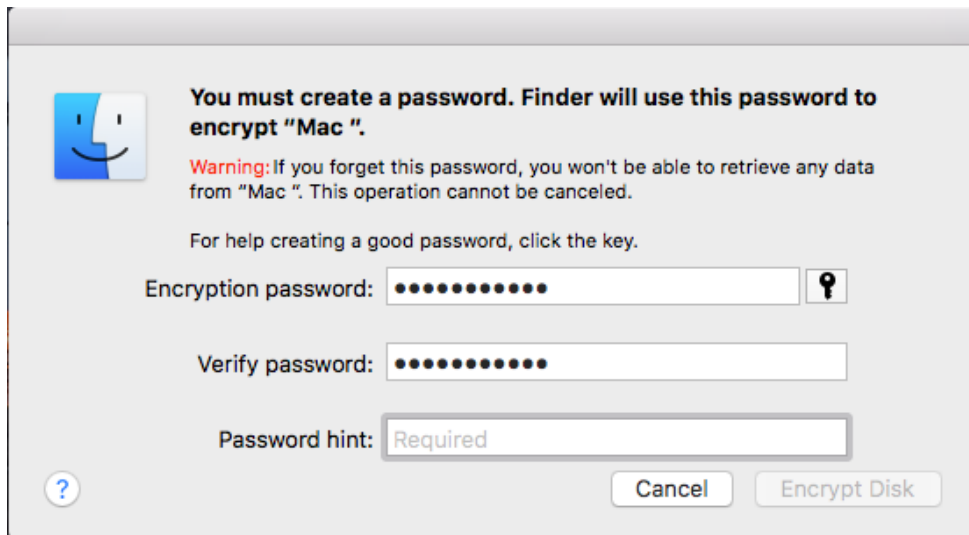 You must create a password. Finder will use this password to
encrypt “Mac ”.
Warning: If you forget this password, you won't be able to retrieve any data
from “Mac “. This operation cannot be canceled.
For help creating a good password, click the key.
Encryption password: ●●●●●●●●●●●
Verify password: ●●●●●●●●●●●
Password hint: Required
? Cancel Encrypt Disk